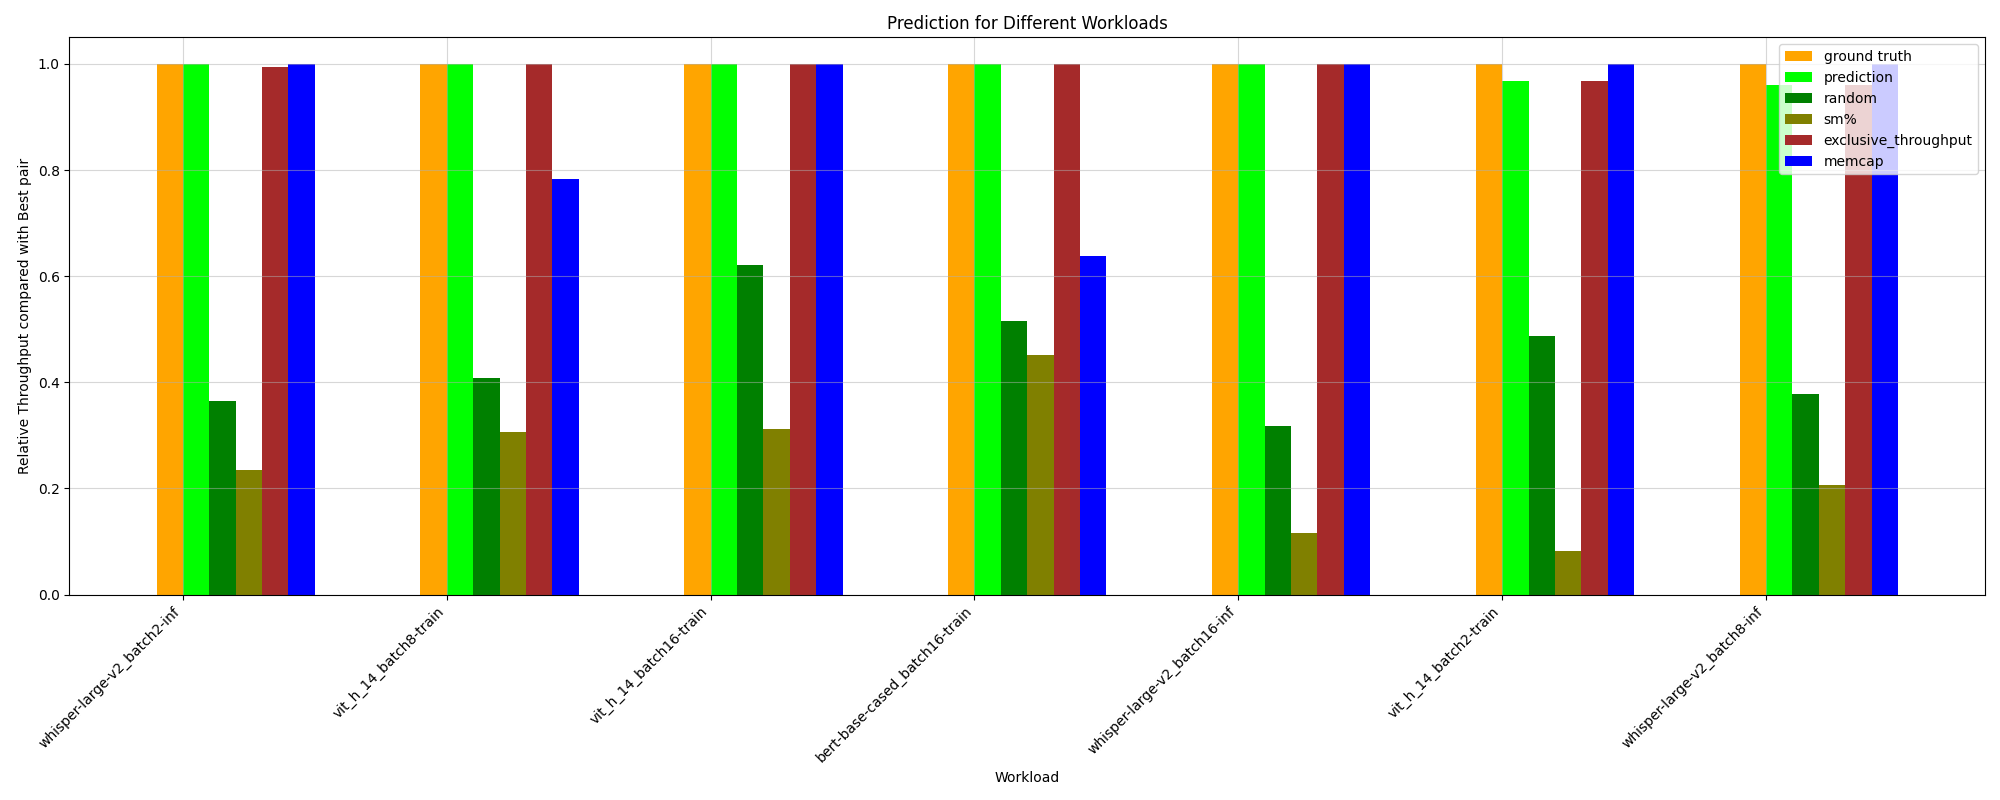 Prediction for Different Workloads
Relative Throughput compared with Best pair
1.0
0.8
0.6
0.4
0.2
0.0
ground truth
prediction
random
sm%
exclusive_throughput
memcap
whisper-large-v2_batch2-inf
vit_h_14_batch8-train
vit_h_14_batch16-train
bert-base-cased_batch16-train
whisper-large-v2_batch16-inf
vit_h_14_batch2-train
whisper-large-v2_batch8-inf
Workload